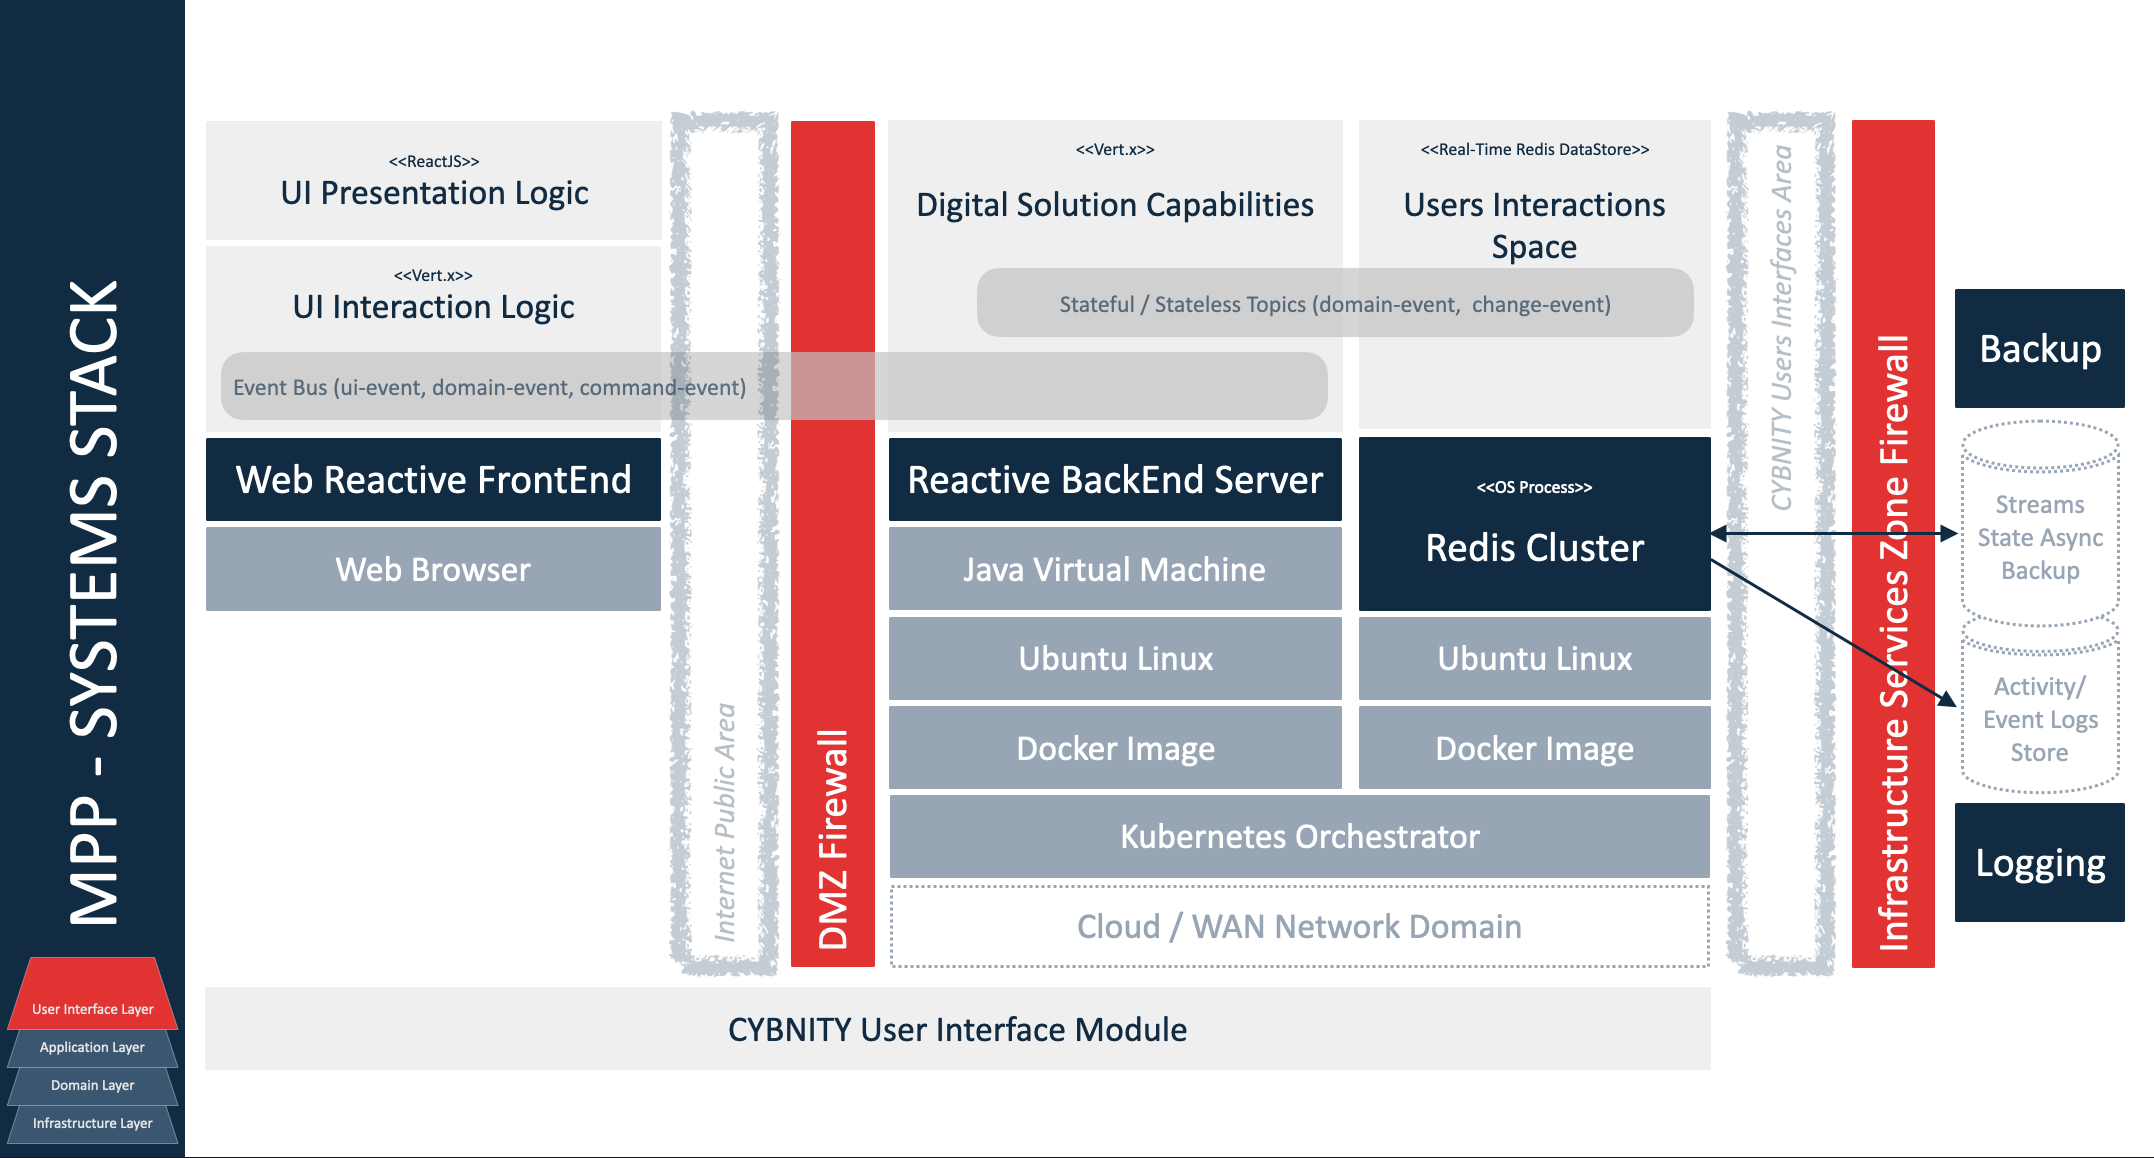 MPP - SYSTEMS STACK
User Interface Layer
Application Layer
Domain Layer
Infrastructure Layer
<<ReactJS>>
UI Presentation Logic
<<Vert.x>>
UI Interaction Logic
Event Bus (ui-event, domain-event, command-event)
Web Reactive FrontEnd
Web Browser
Internet Public Area
DMZ Firewall
<<Vert.x>>
Digital Solution Capabilities
<<Real-Time Redis DataStore>>
Users Interactions
Space
Stateful / Stateless Topics (domain-event, change-event)
Reactive BackEnd Server
Java Virtual Machine
Ubuntu Linux
Docker Image
<<OS Process>>
Redis Cluster
Ubuntu Linux
Docker Image
Kubernetes Orchestrator
Cloud / WAN Network Domain
CYBNITY User Interface Module
CYBNITY Users Interfaces Area
Infrastructure Services Zone Firewall
Backup
Streams
State Async
Backup
Activity/
Event Logs
Store
Logging